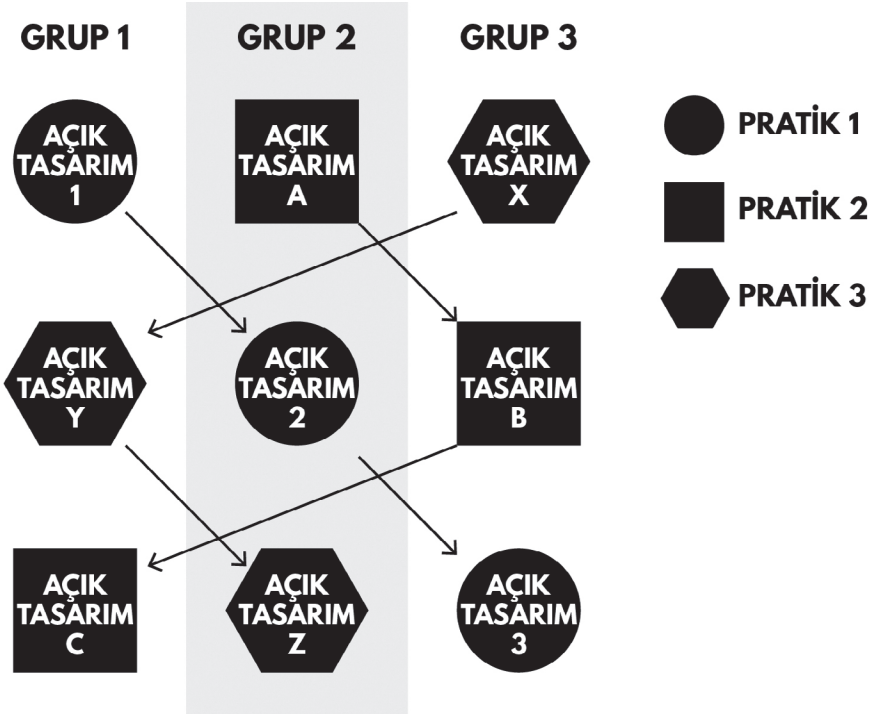 GRUP 1
GRUP 2
GRUP 3
AÇIK
TASARIM
1
AÇIK
TASARIM
A
AÇIK
TASARIM
X
PRATİK 1
PRATİK 2
PRATİK 3
AÇIK
TASARIM
Y
AÇIK
TASARIM
2
AÇIK
TASARIM
B
AÇIK
TASARIM
C
AÇIK
TASARIM
Z
AÇIK
TASARIM
3